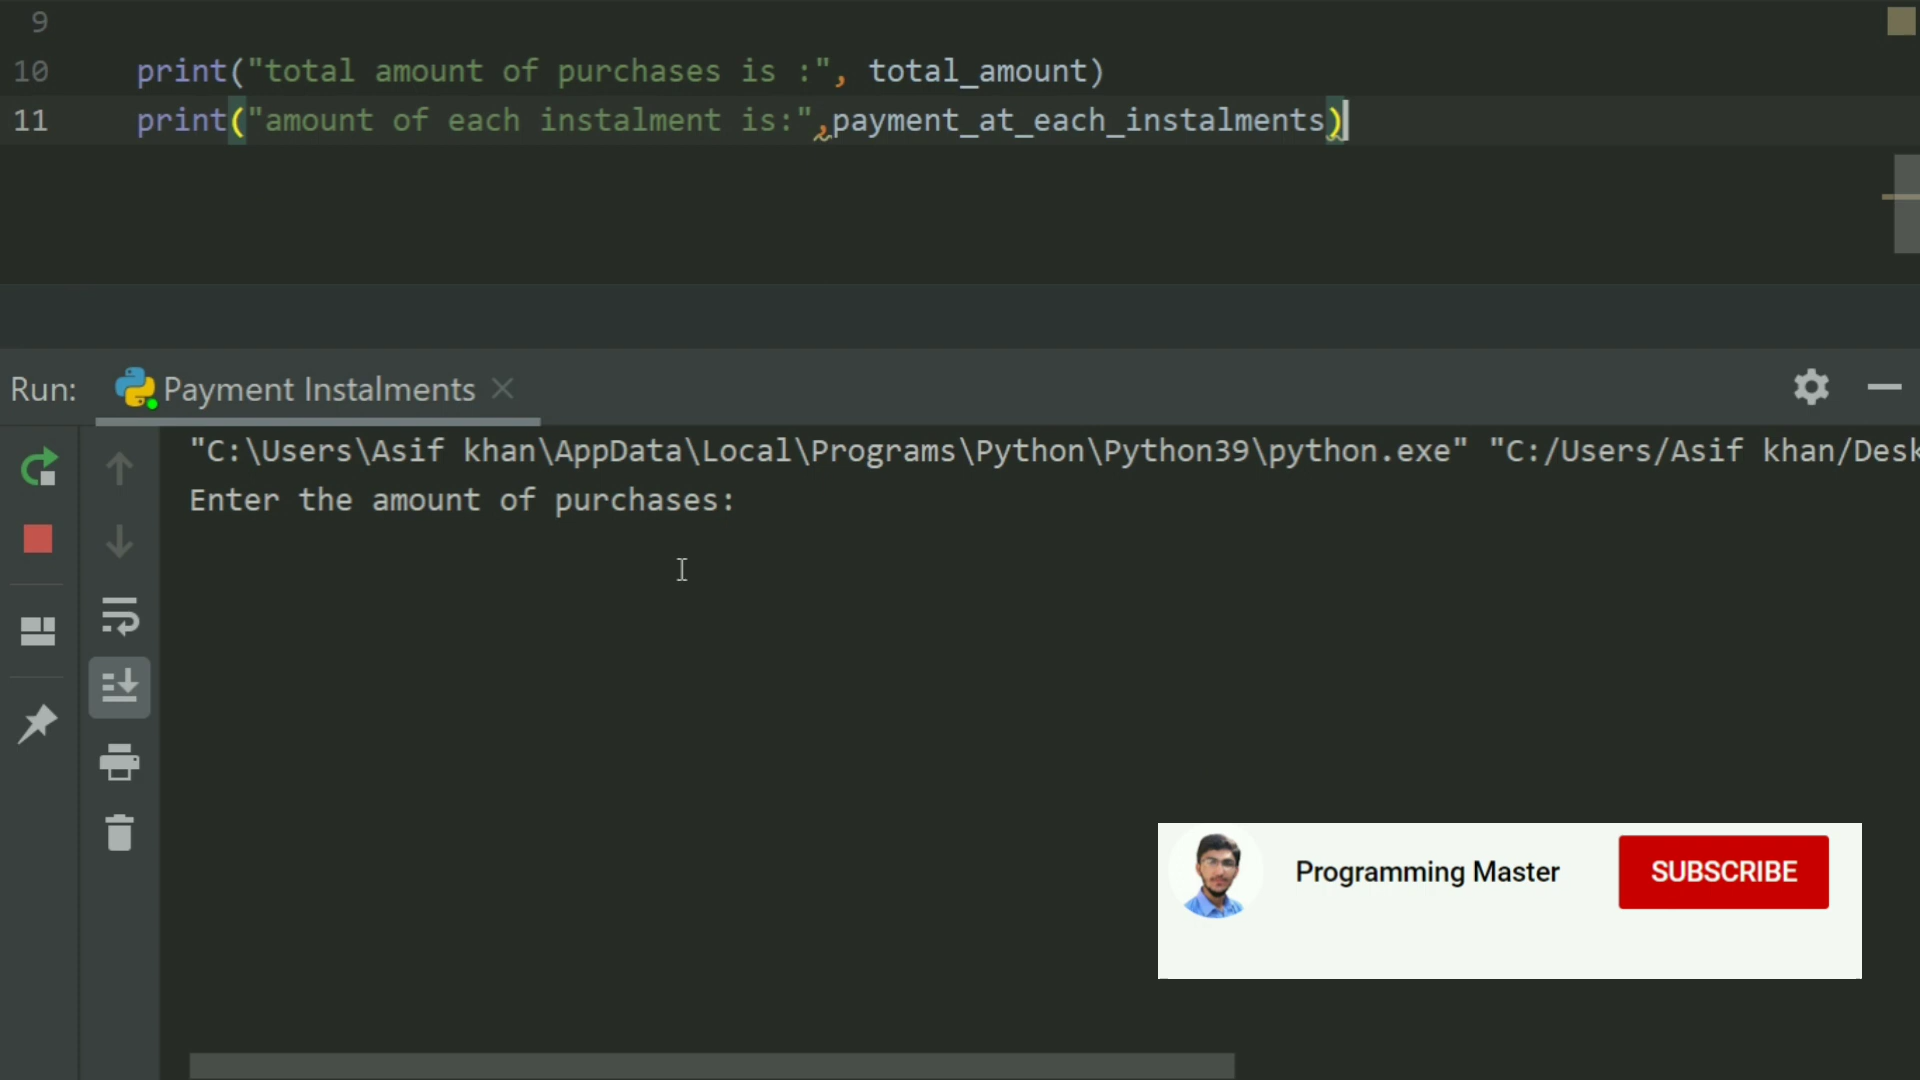 9
10 print("total amount of purchases is :", total_amount)
11 print("amount of each instalment is:",payment_at_each_instalments)
Run: Payment Instalments
"C:\Users\Asif khan\AppData\Local\Programs\Python\Python39\python.exe" "C:/Users/Asif khan/Desk
Enter the amount of purchases:
Programming Master SUBSCRIBE